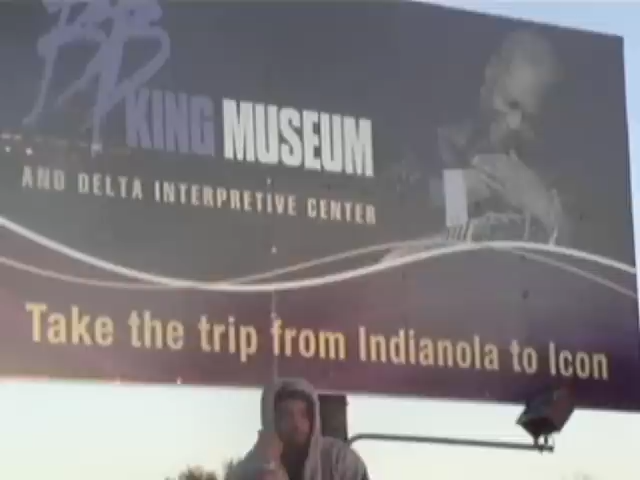 BB KING MUSEUM
AND DELTA INTERPRETIVE CENTER
Take the trip from Indianola to Icon